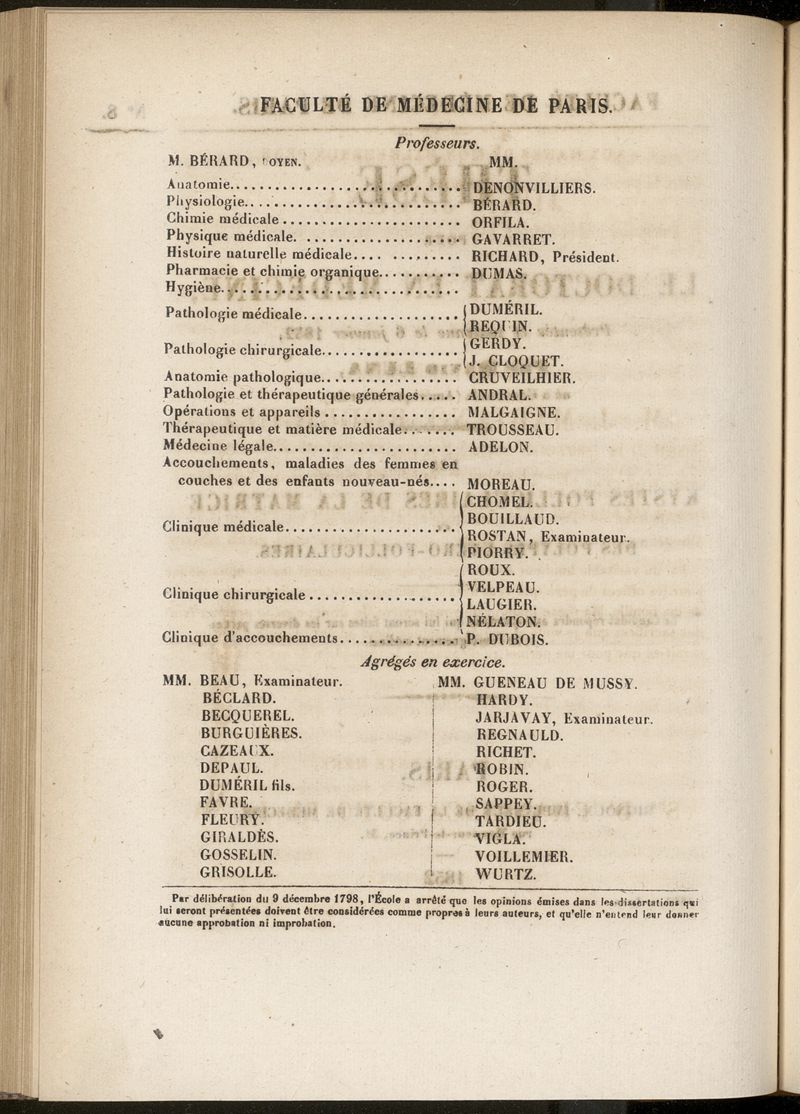 FACULTÉ DE MÉDECINE DE PARIS.
Professeurs.
M. BÉRARD, OYEN. MM.
Anatomie.............................. DENONVILLIERS.
Physiologie............................ BÉRARD.
Chimie médicale....................... ORFILA.
Physique médicale. .................... GAVARRET.
Histoire naturelle médicale.... ........... RICHARD, Président.
Pharmacie et chimie organique........... DUMAS.
Hygiène..............................
Pathologie médicale.................... { DUMÉRIL.
REQUIN.
Pathologie chirurgicale.................. { GERDY.
J. CLOQUET.
Anatomie pathologique.................. CRUVEILHIER.
Pathologie et thérapeutique générales..... ANDRAL.
Opérations et appareils................. MALGAIGNE.
Thérapeutique et matière médicale....... TROUSSEAU.
Médecine légale........................ ADELON.
Accouchements, maladies des femmes en
couches et des enfants nouveau-nés.... MOREAU.
Clinique médicale...................... { CHOMEL.
BOUILLAUD.
ROSTAN, Examinateur.
PIORRY.
Clinique chirurgicale................... { ROUX.
VELPEAU.
LAUGIER.
NÉLATON.
Clinique d'accouchements............... P. DUBOIS.
Agrégés en exercice.
MM. BEAU, Examinateur.
BÉCLARD.
BECQUEREL.
BURGUIÈRES.
CAZEAUX.
DEPAUL.
DUMÉRIL fils.
FAVRE.
FLEURY.
GIRALDÈS.
GOSSELIN.
GRISOLLE.
MM. GUENEAU DE MUSSY.
HARDY.
JARJAVAY, Examinateur.
REGNAULD.
RICHET.
ROBIN.
ROGER.
SAPPEY.
TARDIEU.
VIGLA.
VOILLEMIER.
WURTZ.
Par délibération du 9 décembre 1798, l'École a arrêté que les opinions émises dans les dissertations qui
lui seront présentées doivent être considérées comme propres à leurs auteurs, et qu'elle n'entend leur donner
aucune approbation ni improbation.